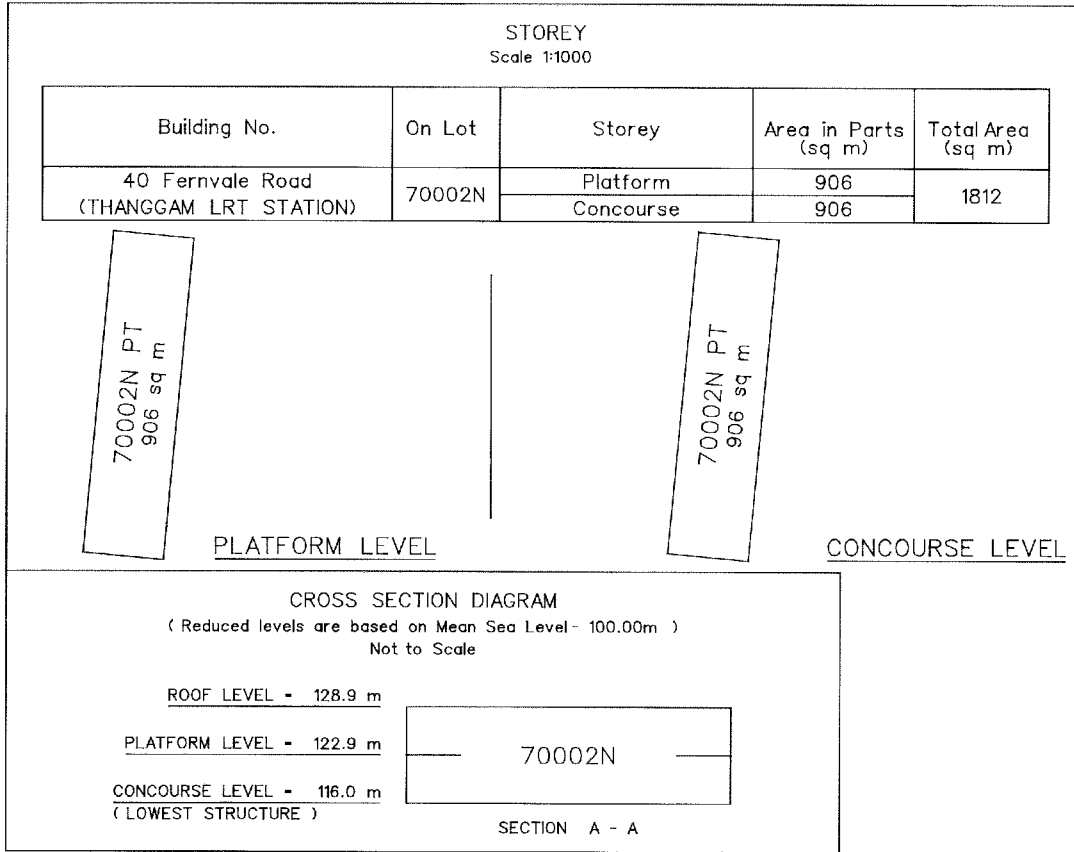 STOREY
Scale 1:1000
Building No.
On Lot
Storey
Area in Parts
(sq m)
Total Area
(sq m)
40 Fernvale Road
(THANGGAM LRT STATION)
70002N
Platform
906
Concourse
906
1812
70002N PT
906 sq m
PLATFORM LEVEL
70002N PT
906 sq m
CONCOURSE LEVEL
CROSS SECTION DIAGRAM
( Reduced levels are based on Mean Sea Level - 100.00m )
Not to Scale
ROOF LEVEL - 128.9 m
PLATFORM LEVEL - 122.9 m
CONCOURSE LEVEL - 116.0 m
( LOWEST STRUCTURE )
70002N
SECTION A - A